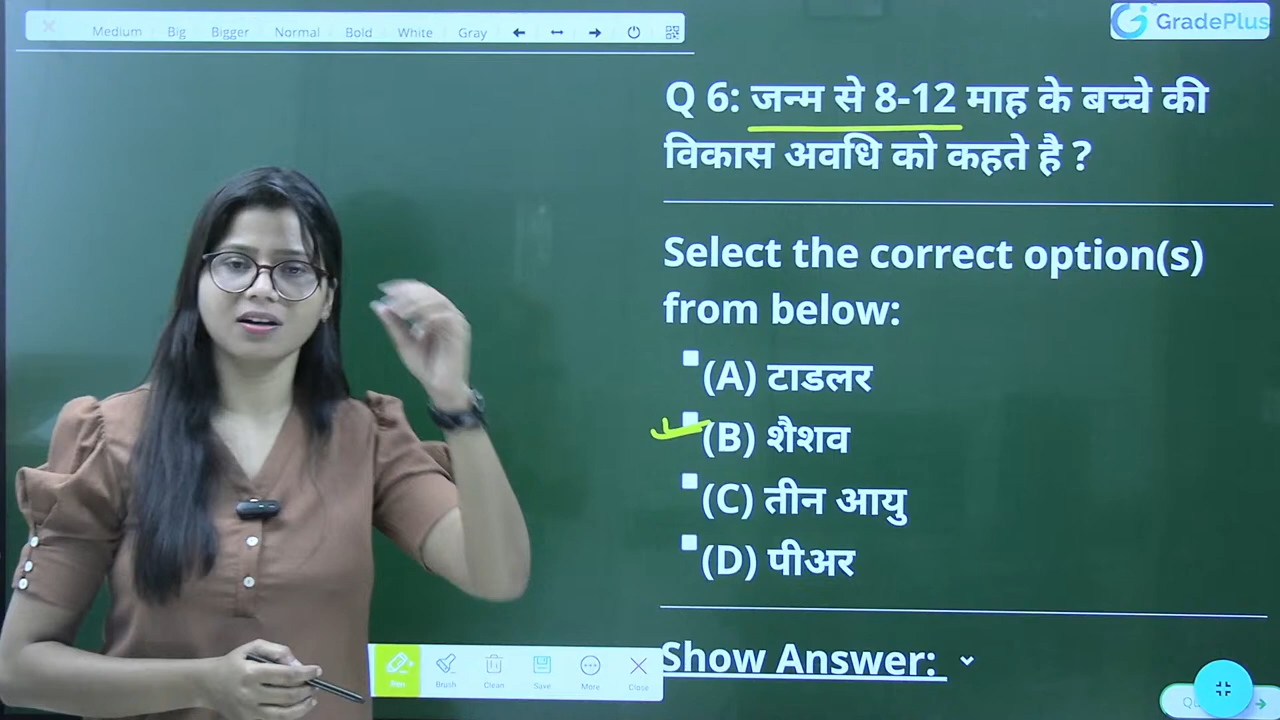 Medium Big Bigger Normal Bold White Gray
GradePlus
Q 6: जन्म से 8-12 माह के बच्चे की
विकास अवधि को कहते है ?
Select the correct option(s)
from below:
(A) टाडलर
(B) शैशव
(C) तीन आयु
(D) पीअर
Show Answer:
Pen Brush Clean Save More Close